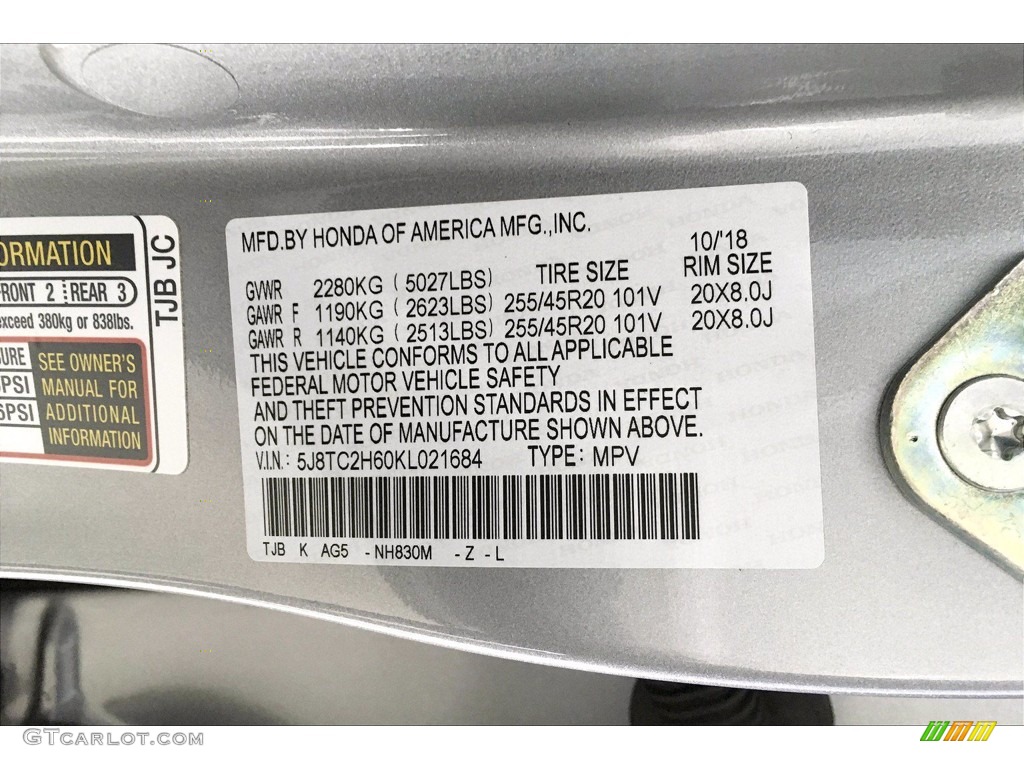 ORMATION
FRONT 2 REAR 3
exceed 380kg or 838lbs.
SEE OWNER'S
MANUAL FOR
ADDITIONAL
INFORMATION
TJB JC
MFD.BY HONDA OF AMERICA MFG.,INC.
10/'18
GVWR 2280KG (5027LBS) TIRE SIZE RIM SIZE
GAWR F 1190KG (2623LBS) 255/45R20 101V 20X8.0J
GAWR R 1140KG (2513LBS) 255/45R20 101V 20X8.0J
THIS VEHICLE CONFORMS TO ALL APPLICABLE
FEDERAL MOTOR VEHICLE SAFETY
AND THEFT PREVENTION STANDARDS IN EFFECT
ON THE DATE OF MANUFACTURE SHOWN ABOVE.
V.I.N.: 5J8TC2H60KL021684 TYPE: MPV
TJB K AG5 -NH830M -Z -L
GTCARLOT.COM